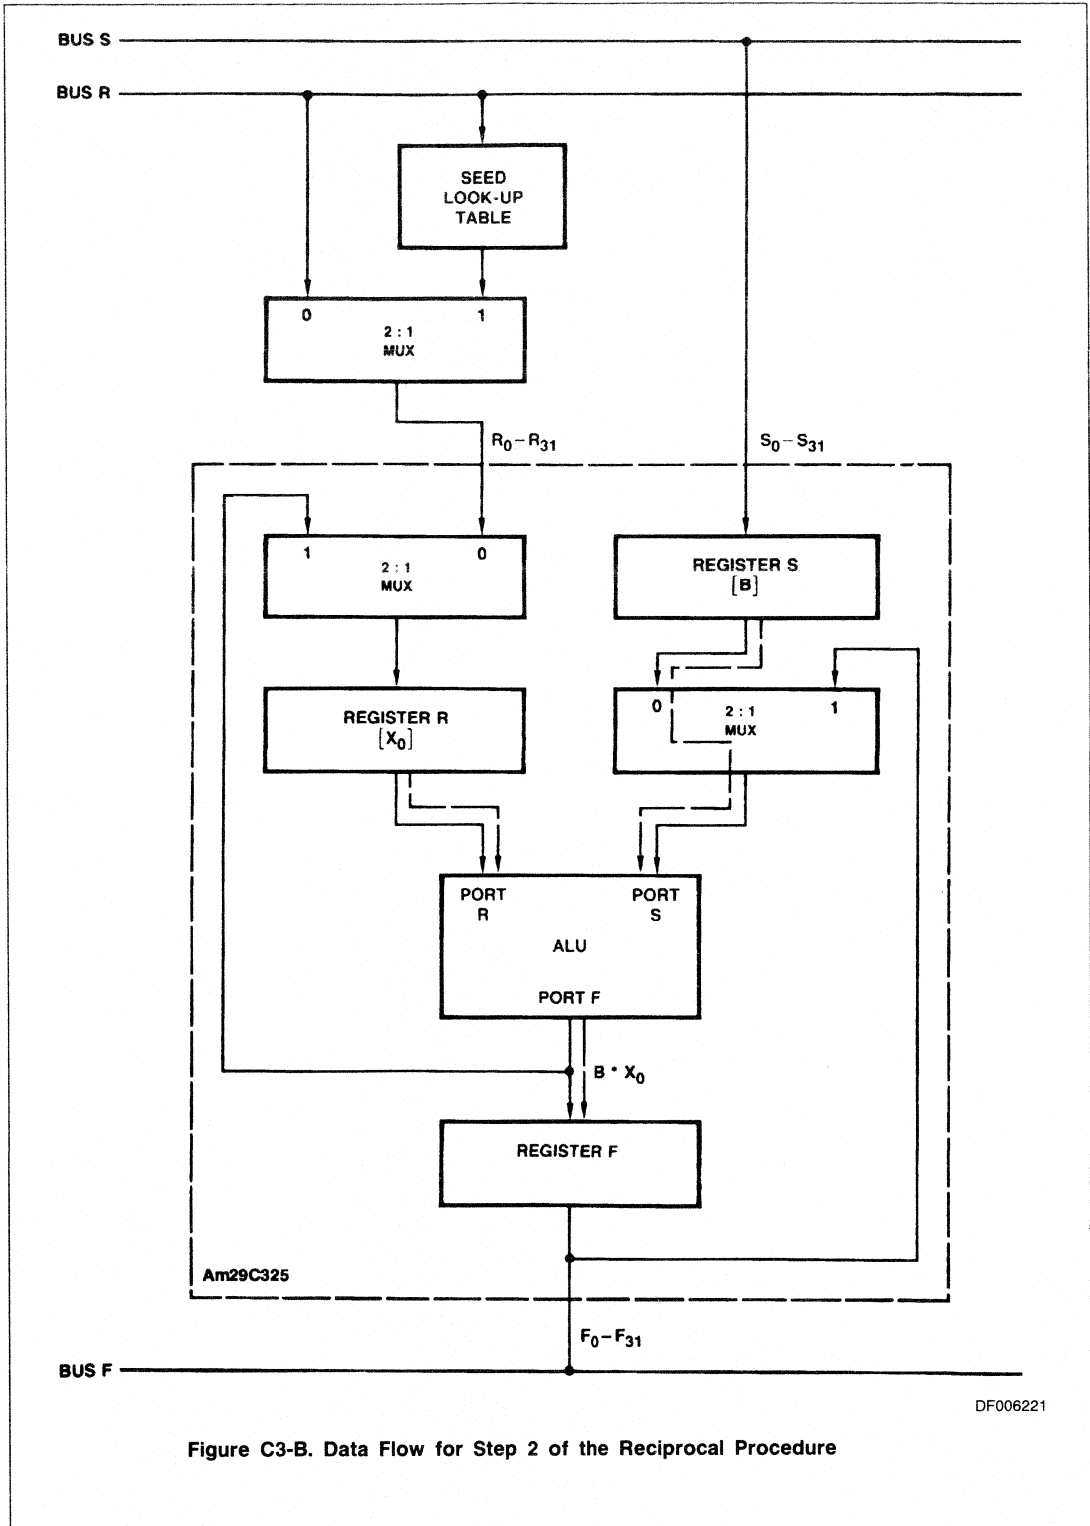 BUS S
BUS R
SEED
LOOK-UP
TABLE
0 1
2 : 1
MUX
R0–R31 S0–S31
1 0
2 : 1
MUX
REGISTER S
[B]
REGISTER R
[X0]
0 1
2 : 1
MUX
PORT
R
PORT
S
ALU
PORT F
B * X0
REGISTER F
Am29C325
F0–F31
BUS F
DF006221
Figure C3-B. Data Flow for Step 2 of the Reciprocal Procedure